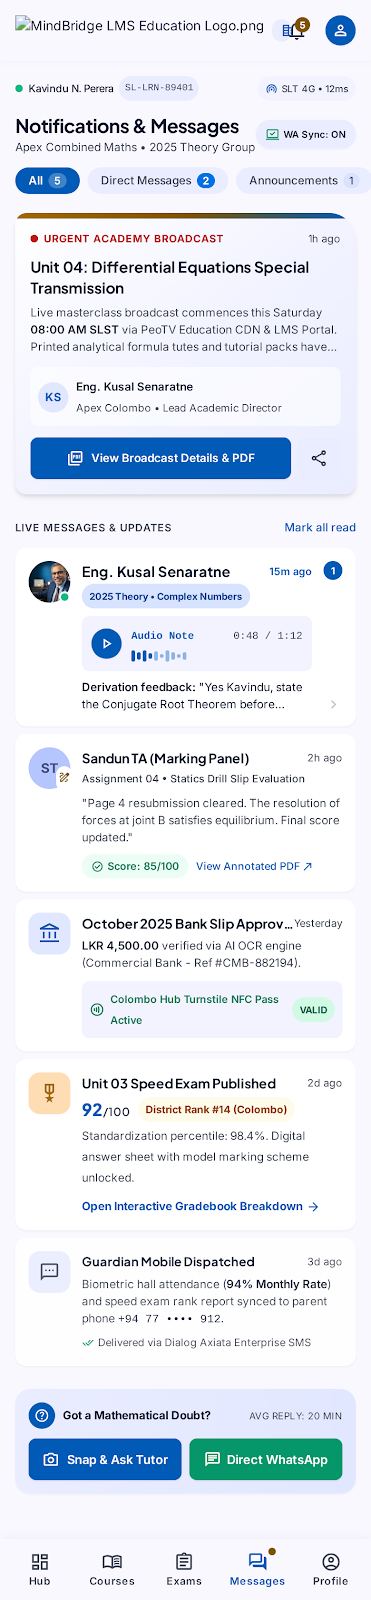 MindBridge LMS Education Logo.png
5
Kavindu N. Perera
SL-LRN-89401
SLT 4G • 12ms
Notifications & Messages
Apex Combined Maths • 2025 Theory Group
WA Sync: ON
All 5
Direct Messages 2
Announcements 1
URGENT ACADEMY BROADCAST
1h ago
Unit 04: Differential Equations Special
Transmission
Live masterclass broadcast commences this Saturday
08:00 AM SLST via PeoTV Education CDN & LMS Portal.
Printed analytical formula tutes and tutorial packs have...
KS
Eng. Kusal Senaratne
Apex Colombo • Lead Academic Director
View Broadcast Details & PDF
LIVE MESSAGES & UPDATES
Mark all read
Eng. Kusal Senaratne
15m ago
1
2025 Theory • Complex Numbers
Audio Note
0:48 / 1:12
Derivation feedback: "Yes Kavindu, state
the Conjugate Root Theorem before...
ST
Sandun TA (Marking Panel)
2h ago
Assignment 04 • Statics Drill Slip Evaluation
"Page 4 resubmission cleared. The resolution of
forces at joint B satisfies equilibrium. Final score
updated."
Score: 85/100
View Annotated PDF ↗
October 2025 Bank Slip Approv...
Yesterday
LKR 4,500.00 verified via AI OCR engine
(Commercial Bank - Ref #CMB-882194).
Colombo Hub Turnstile NFC Pass
Active
VALID
Unit 03 Speed Exam Published
2d ago
92/100
District Rank #14 (Colombo)
Standardization percentile: 98.4%. Digital
answer sheet with model marking scheme
unlocked.
Open Interactive Gradebook Breakdown →
Guardian Mobile Dispatched
3d ago
Biometric hall attendance (94% Monthly Rate)
and speed exam rank report synced to parent
phone +94 77 •••• 912.
Delivered via Dialog Axiata Enterprise SMS
Got a Mathematical Doubt?
AVG REPLY: 20 MIN
Snap & Ask Tutor
Direct WhatsApp
Hub
Courses
Exams
Messages
Profile